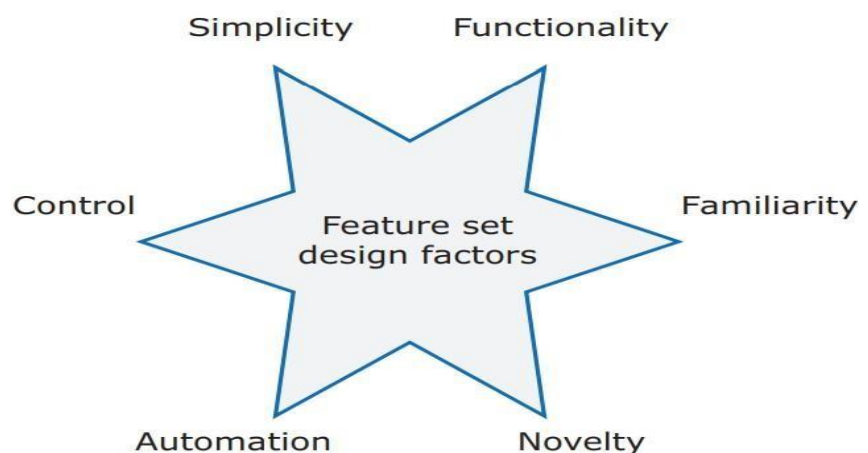 Simplicity
Functionality
Control
Feature set
design factors
Familiarity
Automation
Novelty